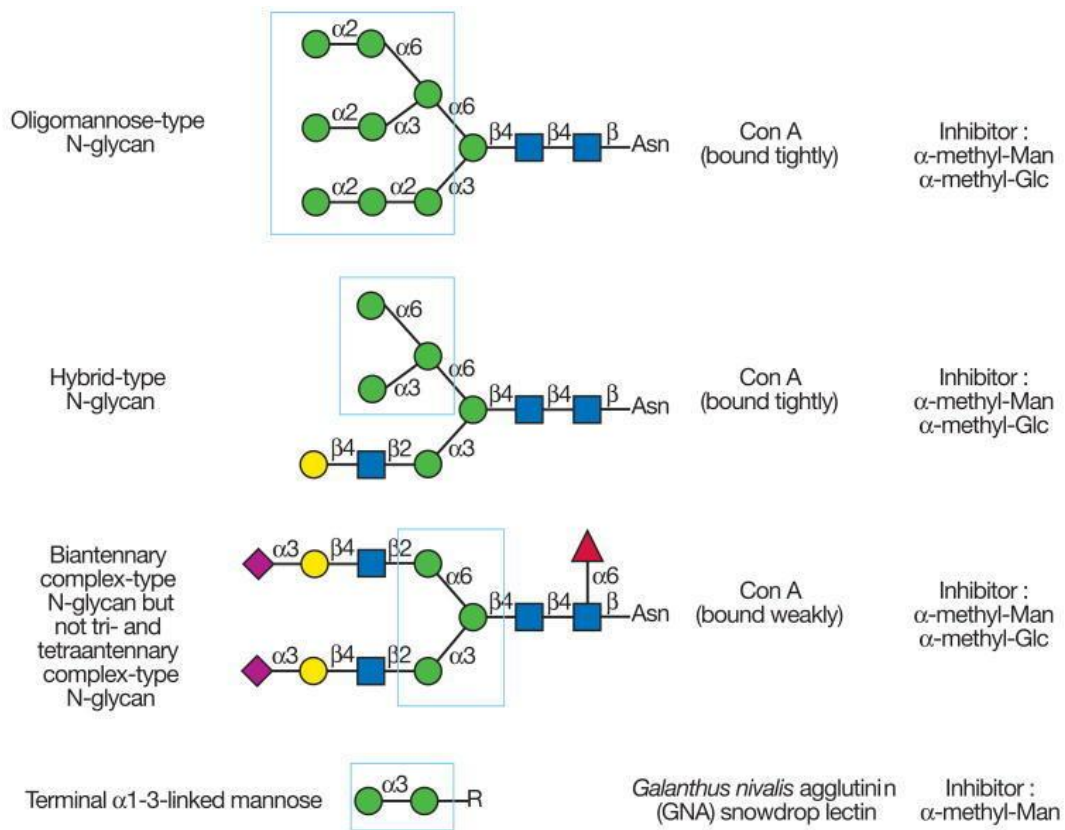 α2
α6
α2
α3
α6
α2
α2
α3
β4
β4
β
Asn
Oligomannose-type
N-glycan
Con A
(bound tightly)
Inhibitor :
α-methyl-Man
α-methyl-Glc
α6
α3
α6
β4
β4
β
Asn
β4
β2
α3
Hybrid-type
N-glycan
Con A
(bound tightly)
Inhibitor :
α-methyl-Man
α-methyl-Glc
α3
β4
β2
α6
α3
β4
β2
α3
β4
β4
α6
β
Asn
Biantennary
complex-type
N-glycan but
not tri- and
tetraantennary
complex-type
N-glycan
Con A
(bound weakly)
Inhibitor :
α-methyl-Man
α-methyl-Glc
Terminal α1-3-linked mannose
α3
R
Galanthus nivalis agglutinin
(GNA) snowdrop lectin
Inhibitor :
α-methyl-Man